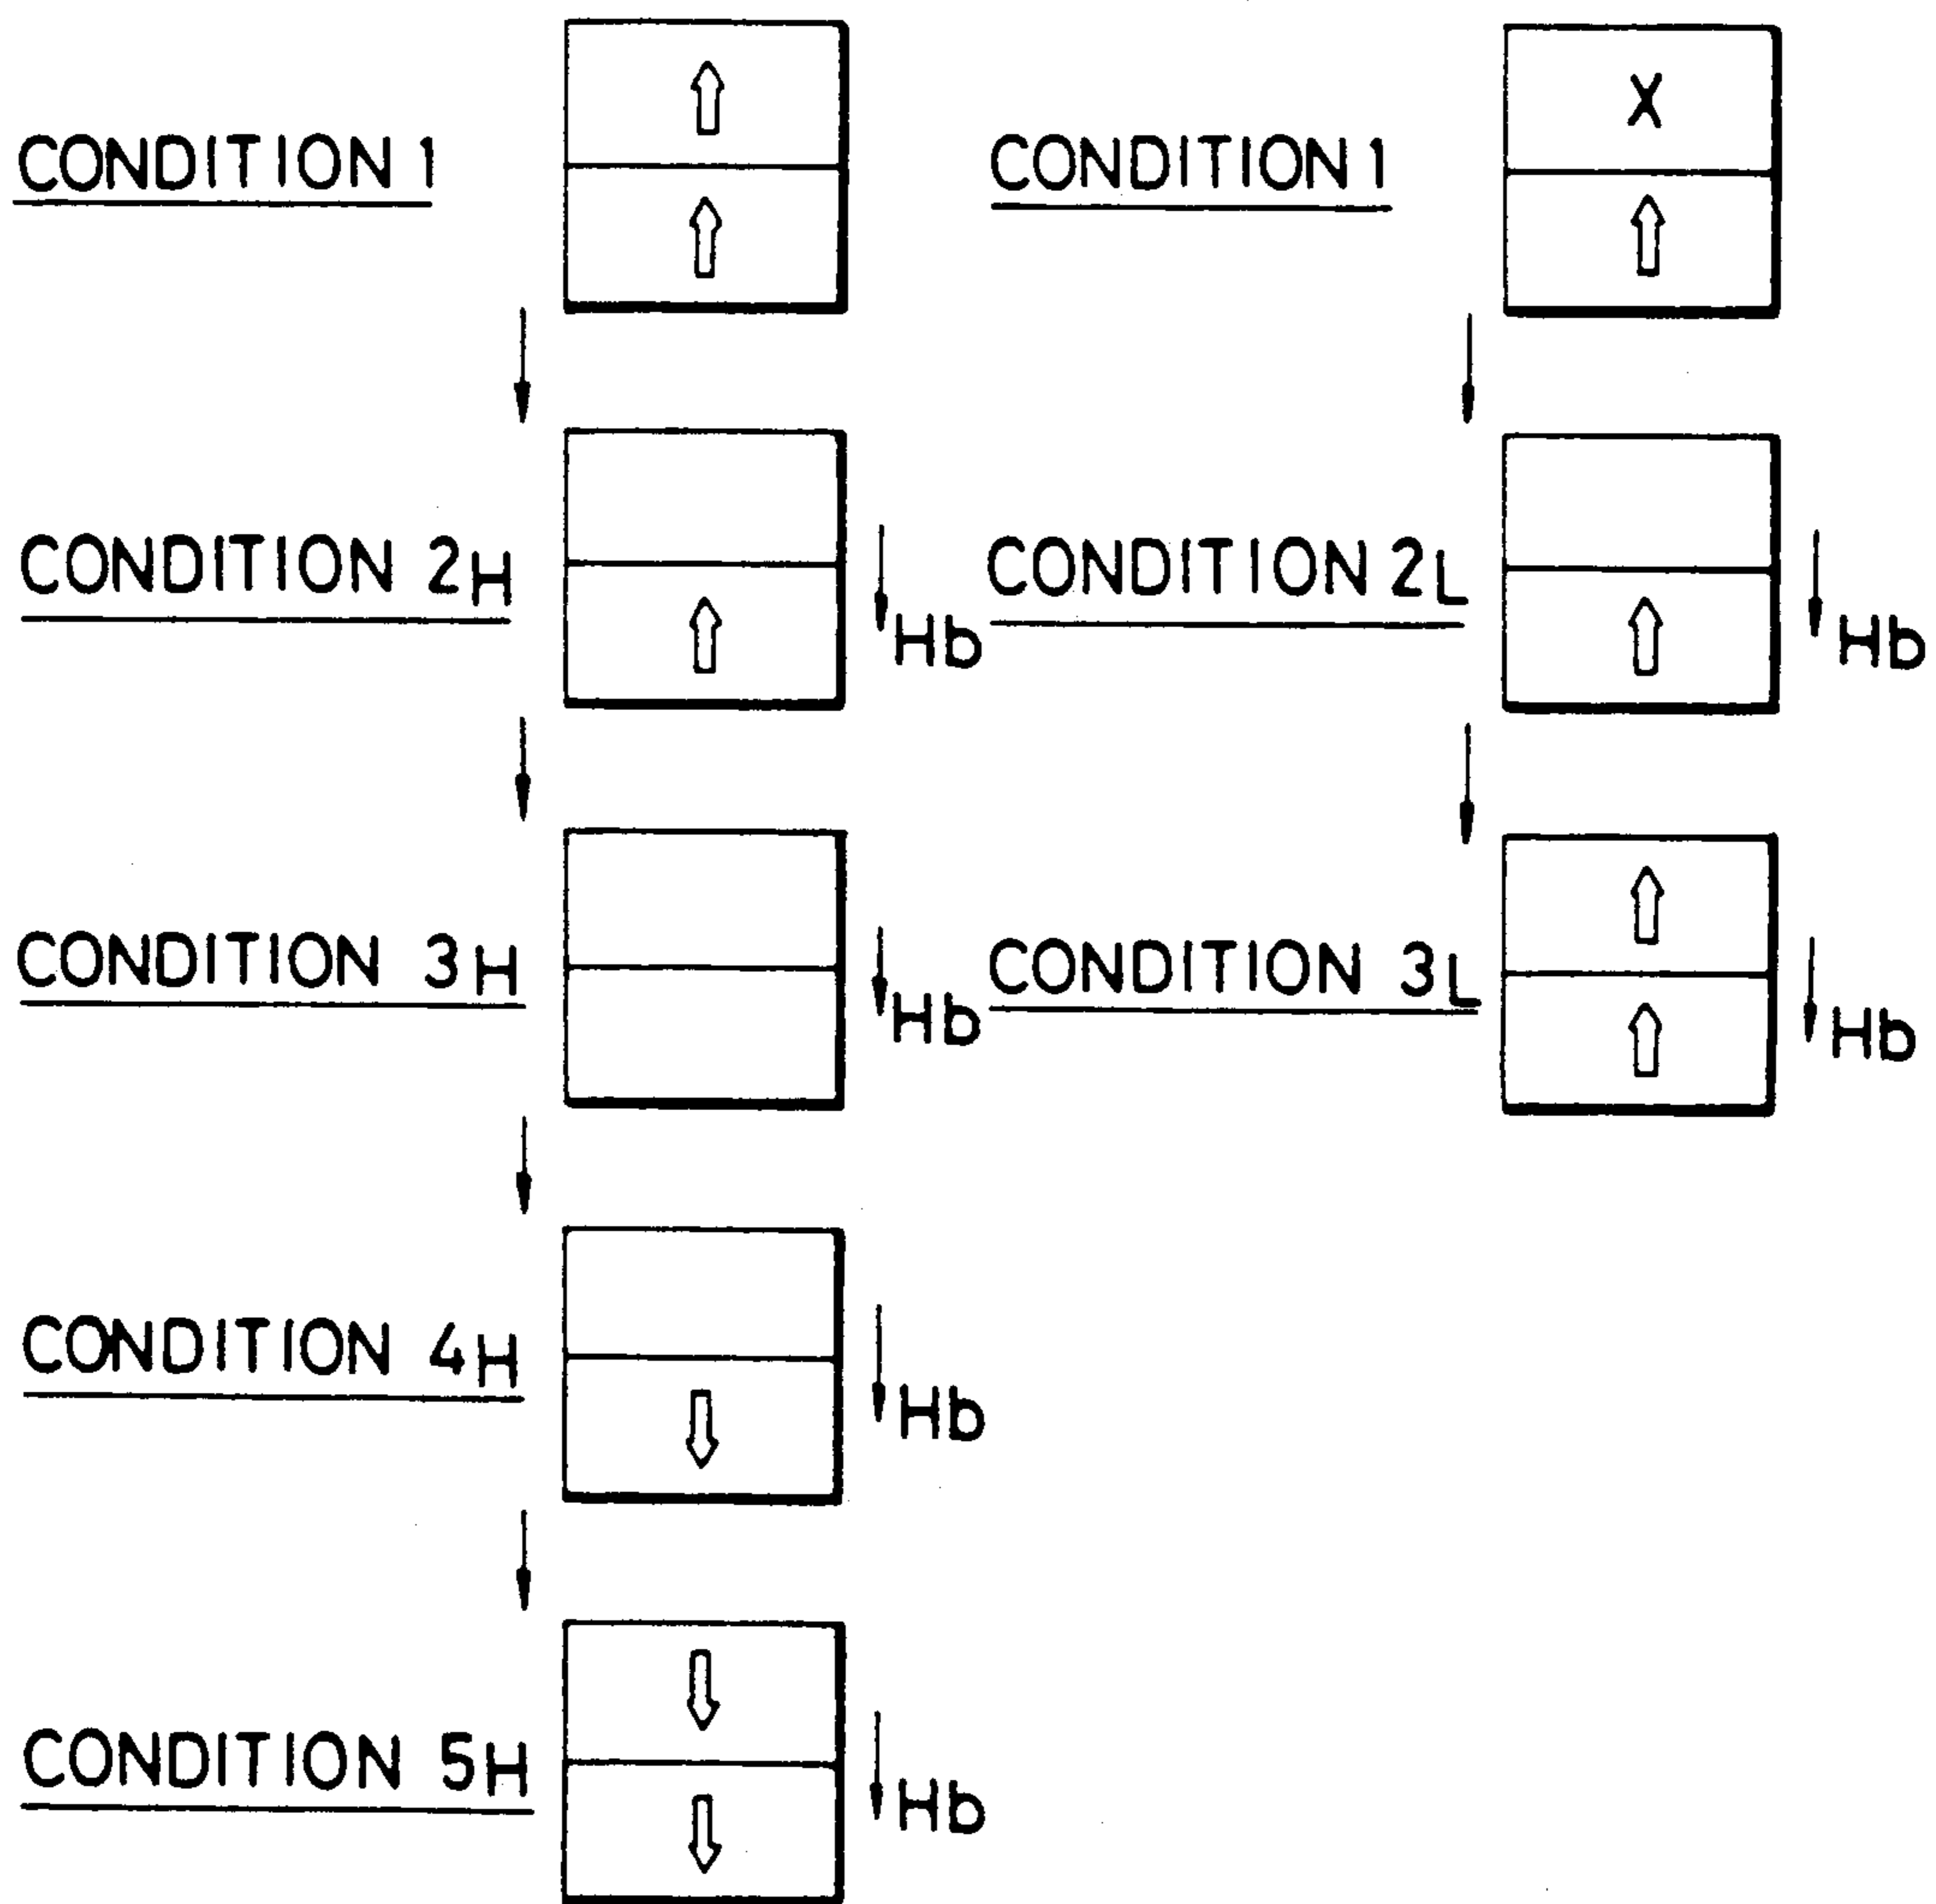 CONDITION 1
X
CONDITION 1
CONDITION 2H
Hb
CONDITION 2L
Hb
CONDITION 3H
Hb
CONDITION 3L
Hb
CONDITION 4H
Hb
CONDITION 5H
Hb